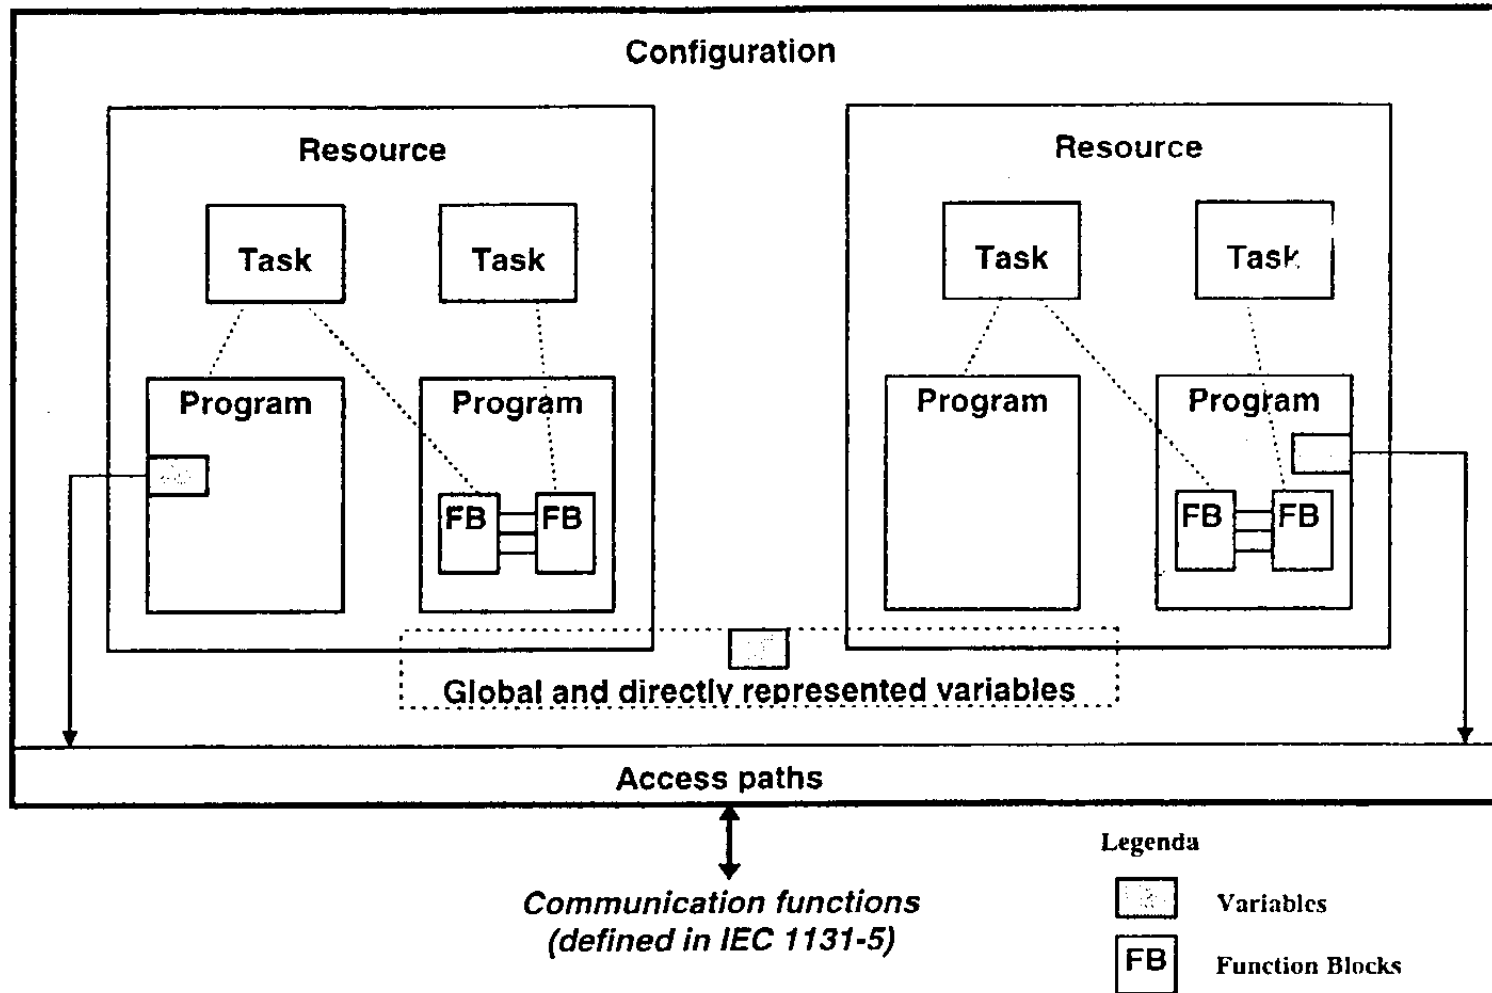 Configuration
Resource
Resource
Task
Task
Task
Task
Program
Program
Program
Program
FB
FB
FB
FB
Global and directly represented variables
Access paths
Communication functions
(defined in IEC 1131-5)
Legenda
Variables
FB
Function Blocks